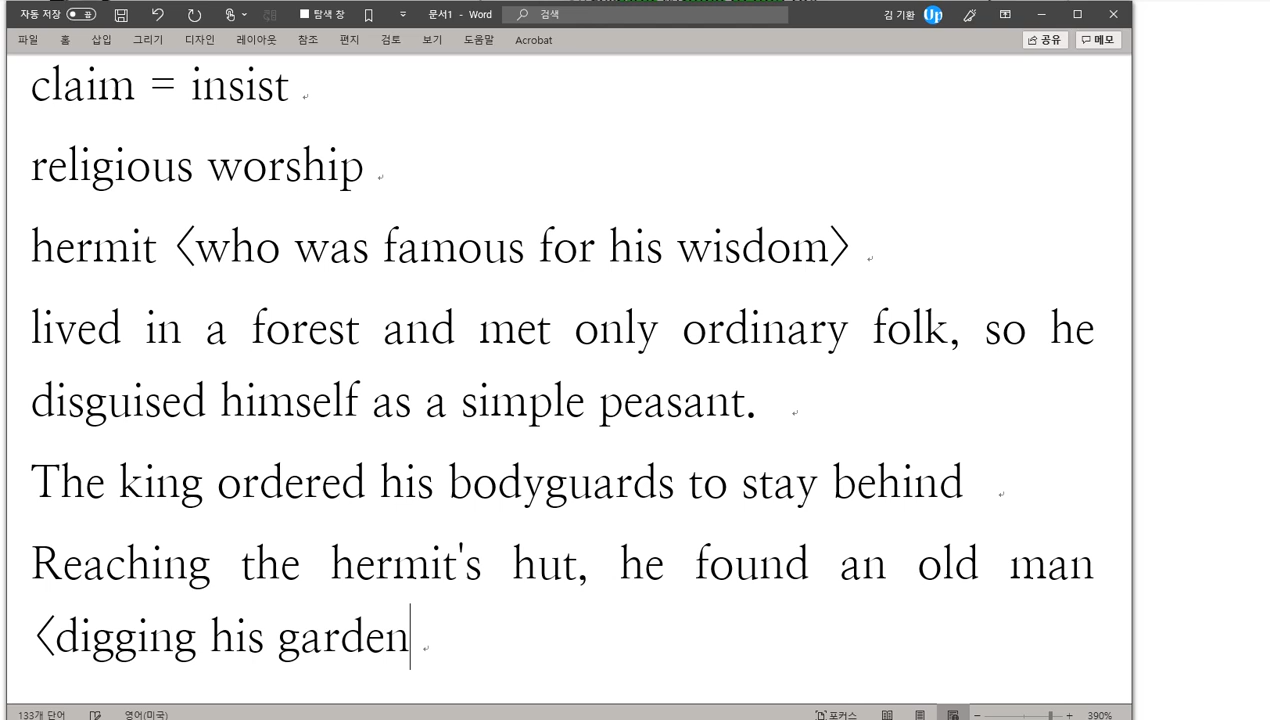 자동 저장 탐색 창 문서1 - Word 검색 김 기환 Up
파일 홈 삽입 그리기 디자인 레이아웃 참조 편지 검토 보기 도움말 Acrobat 공유 메모
claim = insist
religious worship
hermit 〈who was famous for his wisdom〉
lived in a forest and met only ordinary folk, so he
disguised himself as a simple peasant.
The king ordered his bodyguards to stay behind
Reaching the hermit's hut, he found an old man
〈digging his garden
133개 단어 영어(미국) 포커스 390%